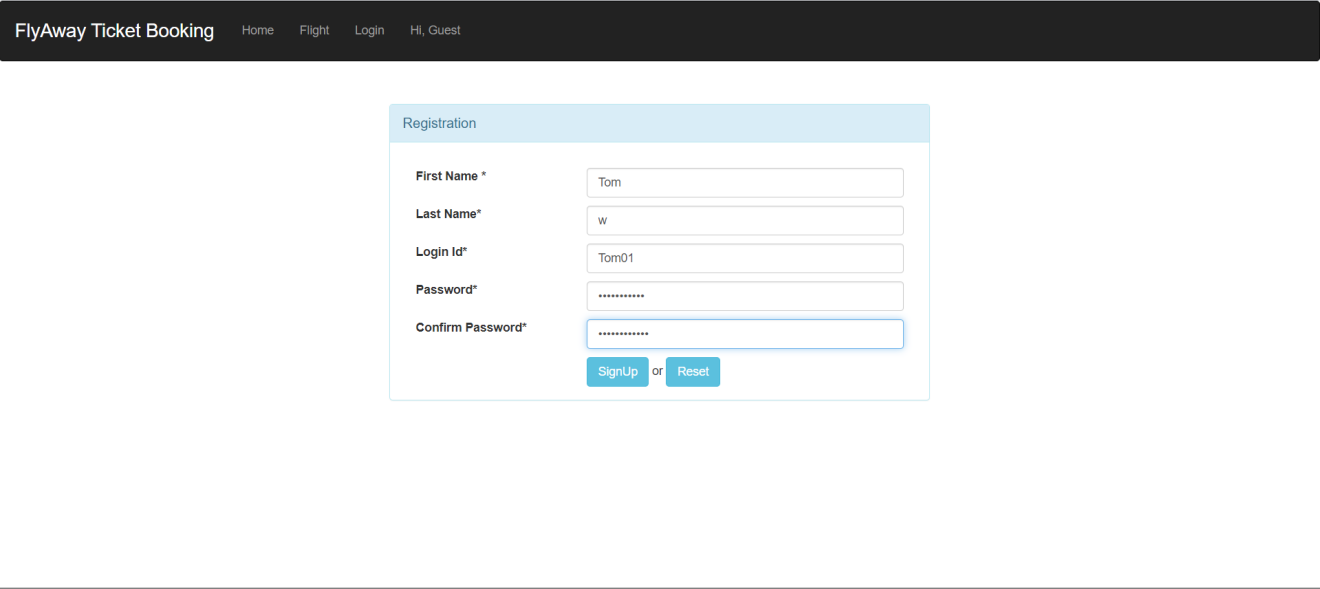 FlyAway Ticket Booking Home Flight Login Hi, Guest
Registration
First Name * Tom
Last Name* w
Login Id* Tom01
Password* •••••••••••
Confirm Password* ••••••••••••
SignUp or Reset